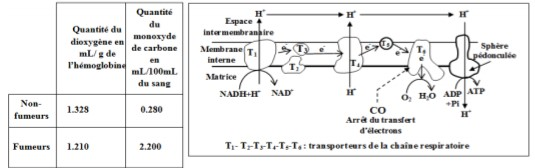 Quantité du
dioxygène en
mL/ g de
l'hémoglobine
Quantité
du
monoxyde
de carbone
en
mL/100mL
du sang
Non-
fumeurs
1.328
0.280
Fumeurs
1.210
2.200
H⁺
H⁺
H⁺
Espace
intermembrannaire
Membrane
interne
Matrice
T₁
e⁻
T₃
T₂
e⁻
T₄
e⁻
T₅
T₆
e⁻
Sphère
pédonculée
NADH+H⁺
NAD⁺
H⁺
O₂
H₂O
ADP
+Pi
ATP
H⁺
CO
Arrêt du transfert
d'électrons
T₁- T₂-T₃-T₄-T₅-T₆ : transporteurs de la chaîne respiratoire